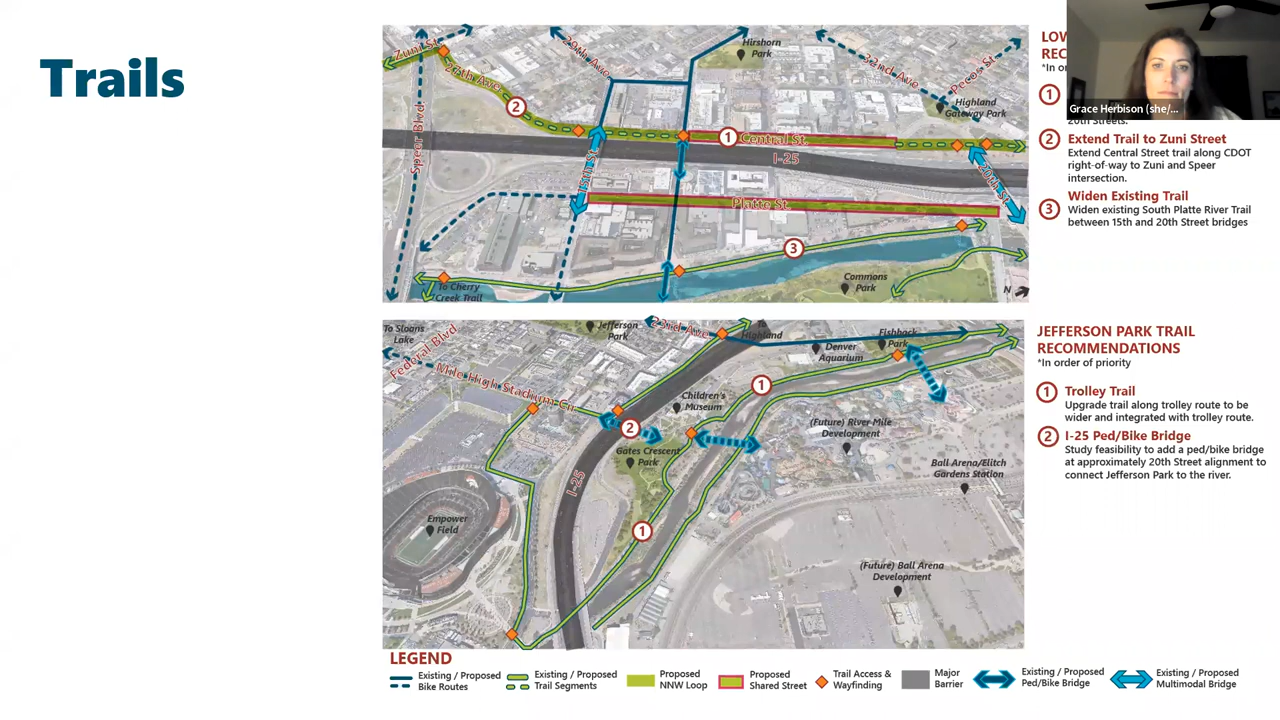 Trails
Zuni St.
27th Ave.
29th Ave.
Hirshorn
Park
32nd Ave
Pecos St.
Highland
Gateway Park
Speer Blvd
2
1
Central St.
I-25
15th St.
20th St.
Platte St.
3
Commons
Park
To Cherry
Creek Trail
N
LOW
REC
*In or
1
20th Streets.
2
Extend Trail to Zuni Street
Extend Central Street trail along CDOT
right-of-way to Zuni and Speer
intersection.
3
Widen Existing Trail
Widen existing South Platte River Trail
between 15th and 20th Street bridges
Grace Herbison (she/...
To Sloans
Lake
Federal Blvd
Jefferson
Park
23rd Ave
To
Highland
Denver
Aquarium
Fishback
Park
Mile High Stadium Cir.
Children's
Museum
1
2
Gates Crescent
Park
(Future) River Mile
Development
Ball Arena/Elitch
Gardens Station
I-25
Empower
Field
1
(Future) Ball Arena
Development
JEFFERSON PARK TRAIL
RECOMMENDATIONS
*In order of priority
1
Trolley Trail
Upgrade trail along trolley route to be
wider and integrated with trolley route.
2
I-25 Ped/Bike Bridge
Study feasibility to add a ped/bike bridge
at approximately 20th Street alignment to
connect Jefferson Park to the river.
LEGEND
Existing / Proposed
Bike Routes
Existing / Proposed
Trail Segments
Proposed
NNW Loop
Proposed
Shared Street
Trail Access &
Wayfinding
Major
Barrier
Existing / Proposed
Ped/Bike Bridge
Existing / Proposed
Multimodal Bridge